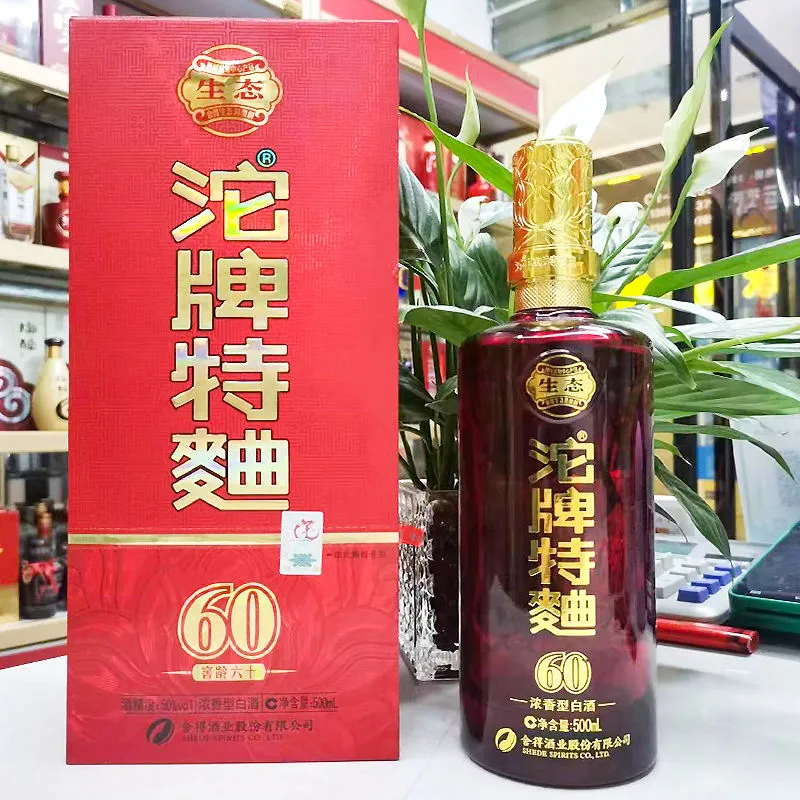 生态
沱牌特麯
®
60
窖龄六十
酒精度:50%vol 浓香型白酒 净含量:500mL
舍得酒业股份有限公司
SHEDE SPIRITS CO., LTD.
生态
沱牌特麯
®
60
浓香型白酒
净含量:500mL
舍得酒业股份有限公司
SHEDE SPIRITS CO., LTD.